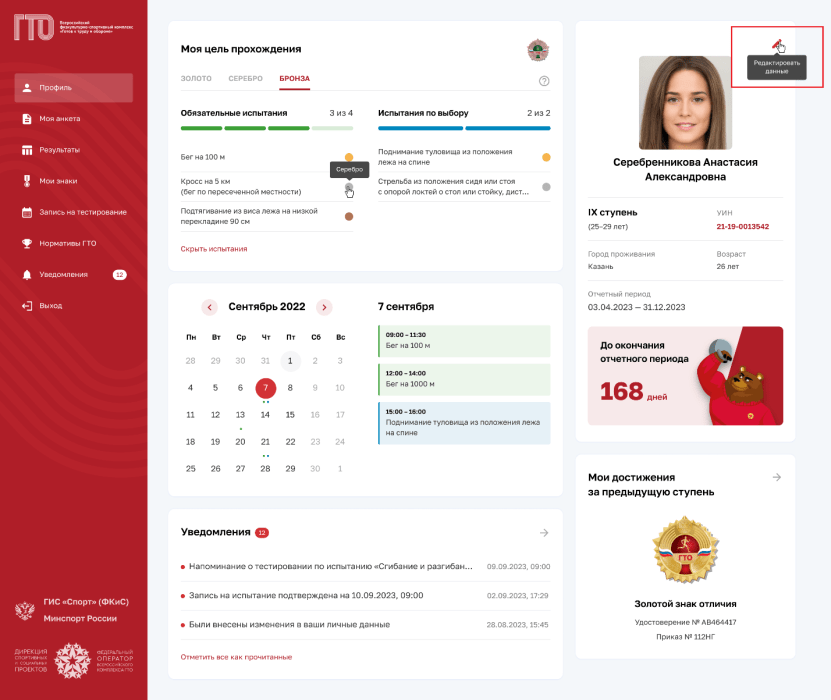 ГТО
Всероссийский
физкультурно-спортивный комплекс
«Готов к труду и обороне»
Профиль
Моя анкета
Результаты
Мои знаки
Запись на тестирование
Нормативы ГТО
Уведомления 12
Выход
ГИС «Спорт» (ФКиС)
Минспорт России
ДИРЕКЦИЯ
СПОРТИВНЫХ
И СОЦИАЛЬНЫХ
ПРОЕКТОВ
ФЕДЕРАЛЬНЫЙ
ОПЕРАТОР
ВСЕРОССИЙСКОГО
КОМПЛЕКСА ГТО
Моя цель прохождения
ЗОЛОТО СЕРЕБРО БРОНЗА
Обязательные испытания 3 из 4
Бег на 100 м
Серебро
Кросс на 5 км
(бег по пересеченной местности)
Подтягивание из виса лежа на низкой
перекладине 90 см
Скрыть испытания
Испытания по выбору 2 из 2
Поднимание туловища из положения
лежа на спине
Стрельба из положения сидя или стоя
с опорой локтей о стол или стойку, дист...
Сентябрь 2022
Пн Вт Ср Чт Пт Сб Вс
28 29 30 31 1 2 3
4 5 6 7 8 9 10
11 12 13 14 15 16 17
18 19 20 21 22 23 24
25 26 27 28 29 30 1
7 сентября
09:00 – 11:30
Бег на 100 м
12:00 – 14:00
Бег на 1000 м
15:00 – 16:00
Поднимание туловища из положения лежа
на спине
Уведомления 12
Напоминание о тестировании по испытанию «Сгибание и разгибан... 09.09.2023, 09:00
Запись на испытание подтверждена на 10.09.2023, 09:00 02.09.2023, 17:29
Были внесены изменения в ваши личные данные 28.08.2023, 15:45
Отметить все как прочитанные
Редактировать
данные
Серебренникова Анастасия
Александровна
IX ступень
(25–29 лет)
УИН
21-19-0013542
Город проживания
Казань
Возраст
26 лет
Отчетный период
03.04.2023 — 31.12.2023
До окончания
отчетного периода
168 дней
Мои достижения
за предыдущую ступень
ГТО
Золотой знак отличия
Удостоверение № АВ464417
Приказ № 112НГ